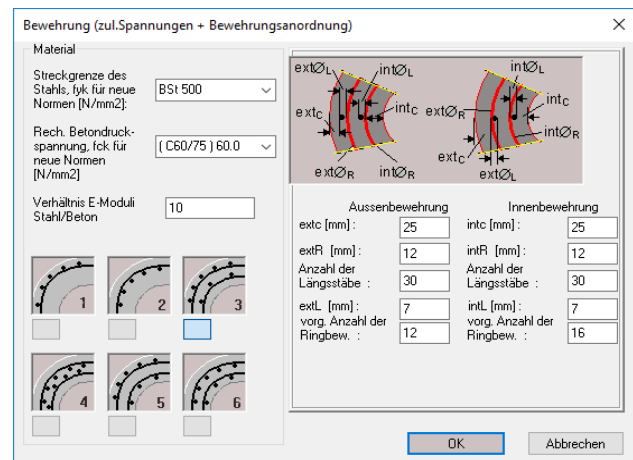 Bewehrung (zul.Spannungen + Bewehrungsanordnung)
Material
Streckgrenze des
Stahls, fyk für neue
Normen [N/mm2]:
BSt 500
Rech. Betondruck-
spannung, fck für
neue Normen
[N/mm2]
( C60/75 ) 60.0
Verhältnis E-Moduli
Stahl/Beton
10
1
2
3
4
5
6
extØL
intØL
extc
intc
extØR
intØR
intØL
extØR
intc
extc
intØR
extØL
Aussenbewehrung
Innenbewehrung
extc [mm] :
25
intc [mm] :
25
extR [mm] :
12
intR [mm] :
12
Anzahl der
Längsstäbe :
30
Anzahl der
Längsstäbe :
30
extL [mm] :
7
intL [mm] :
7
vorg. Anzahl der
Ringbew. :
12
vorg. Anzahl der
Ringbew. :
16
OK
Abbrechen